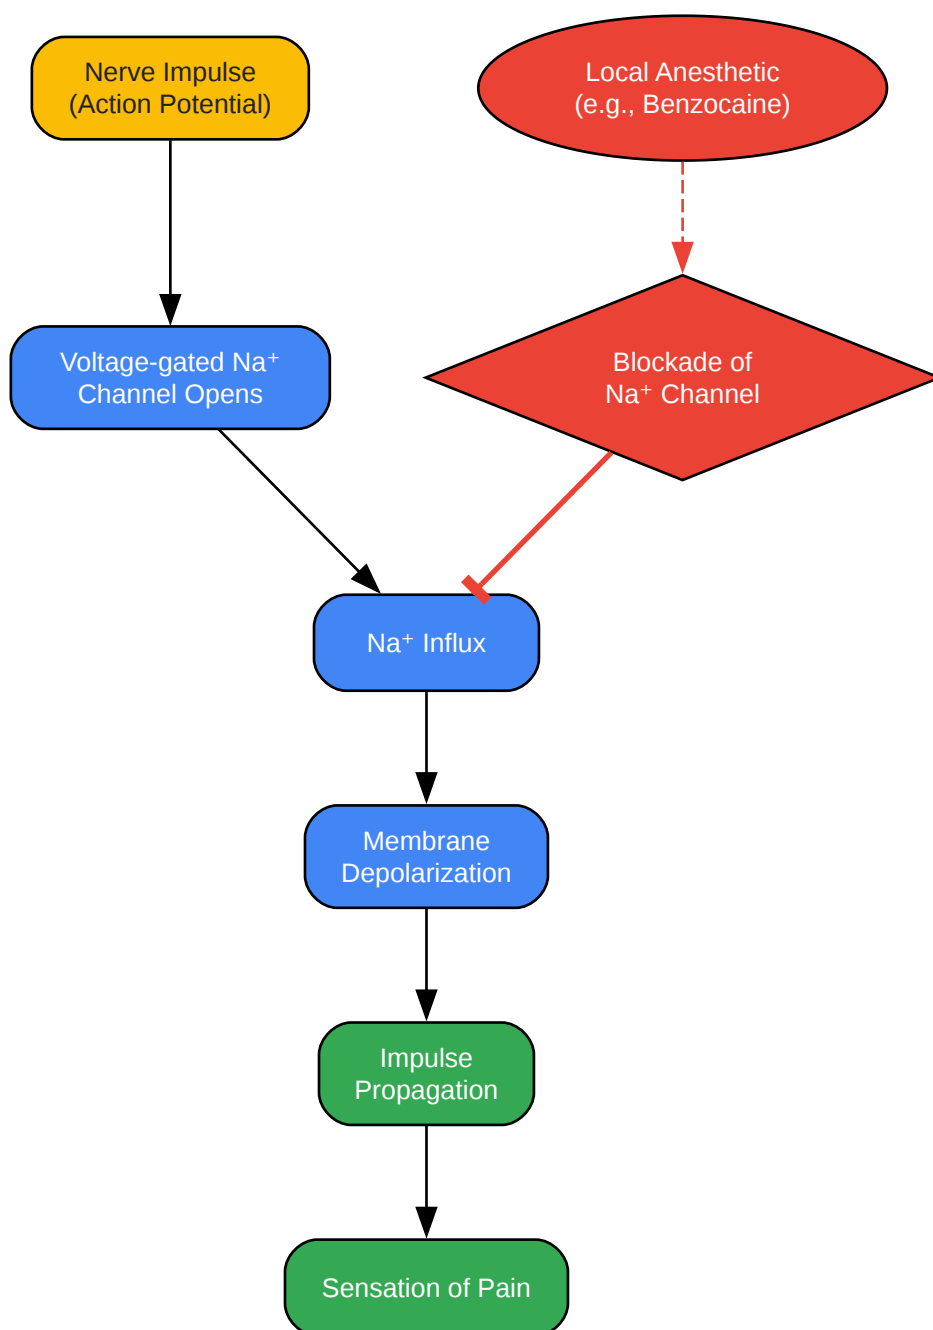 Nerve Impulse
(Action Potential)
Local Anesthetic
(e.g., Benzocaine)
Voltage-gated Na⁺
Channel Opens
Blockade of
Na⁺ Channel
Na⁺ Influx
Membrane
Depolarization
Impulse
Propagation
Sensation of Pain